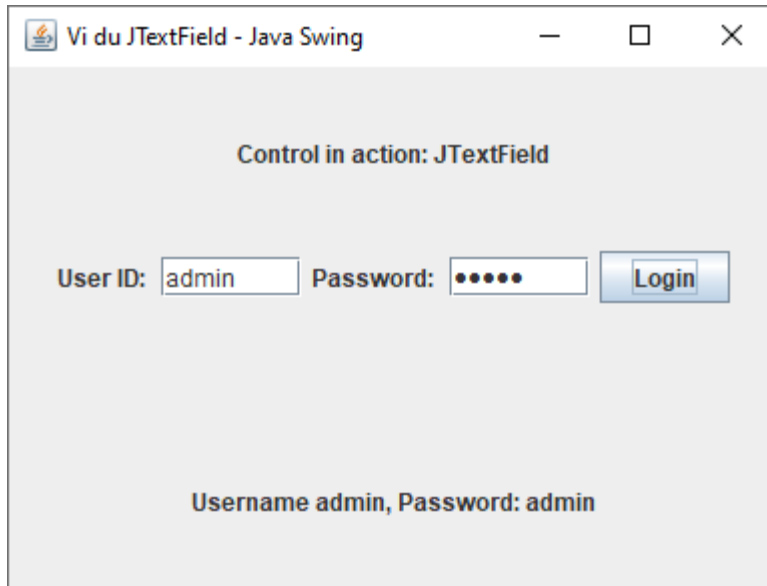 Vi du JTextField - Java Swing
Control in action: JTextField
User ID: admin Password: ••••• Login
Username admin, Password: admin